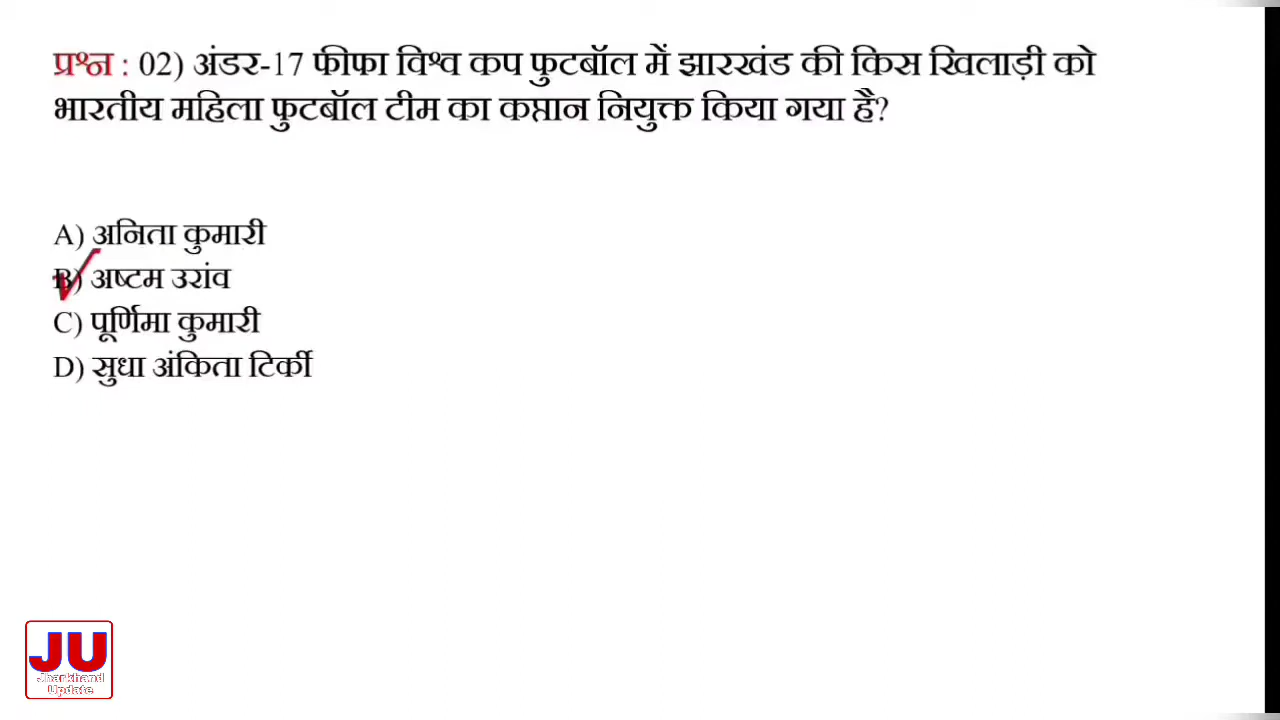 प्रश्न : 02) अंडर-17 फीफा विश्व कप फुटबॉल में झारखंड की किस खिलाड़ी को
भारतीय महिला फुटबॉल टीम का कप्तान नियुक्त किया गया है?
A) अनिता कुमारी
B) अष्टम उरांव
C) पूर्णिमा कुमारी
D) सुधा अंकिता टिर्की
JU
Jharkhand
Update